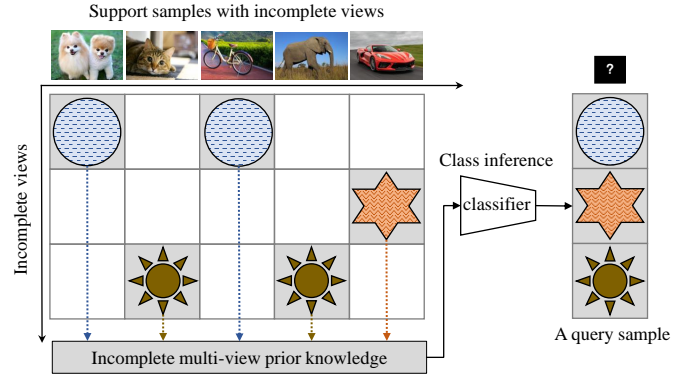 Support samples with incomplete views
?
Incomplete views
Class inference
classifier
A query sample
Incomplete multi-view prior knowledge